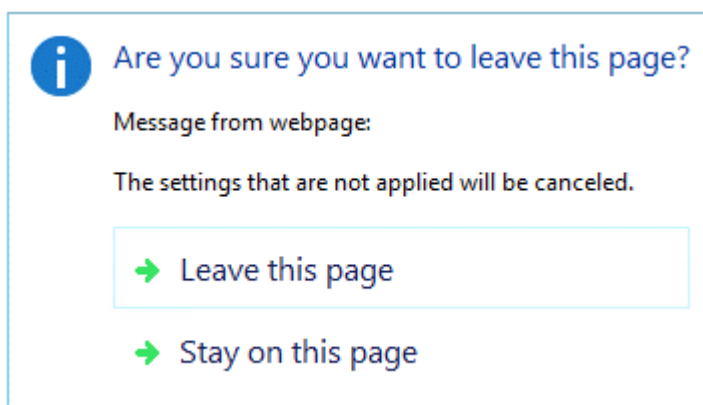 Are you sure you want to leave this page?
Message from webpage:
The settings that are not applied will be canceled.
Leave this page
Stay on this page